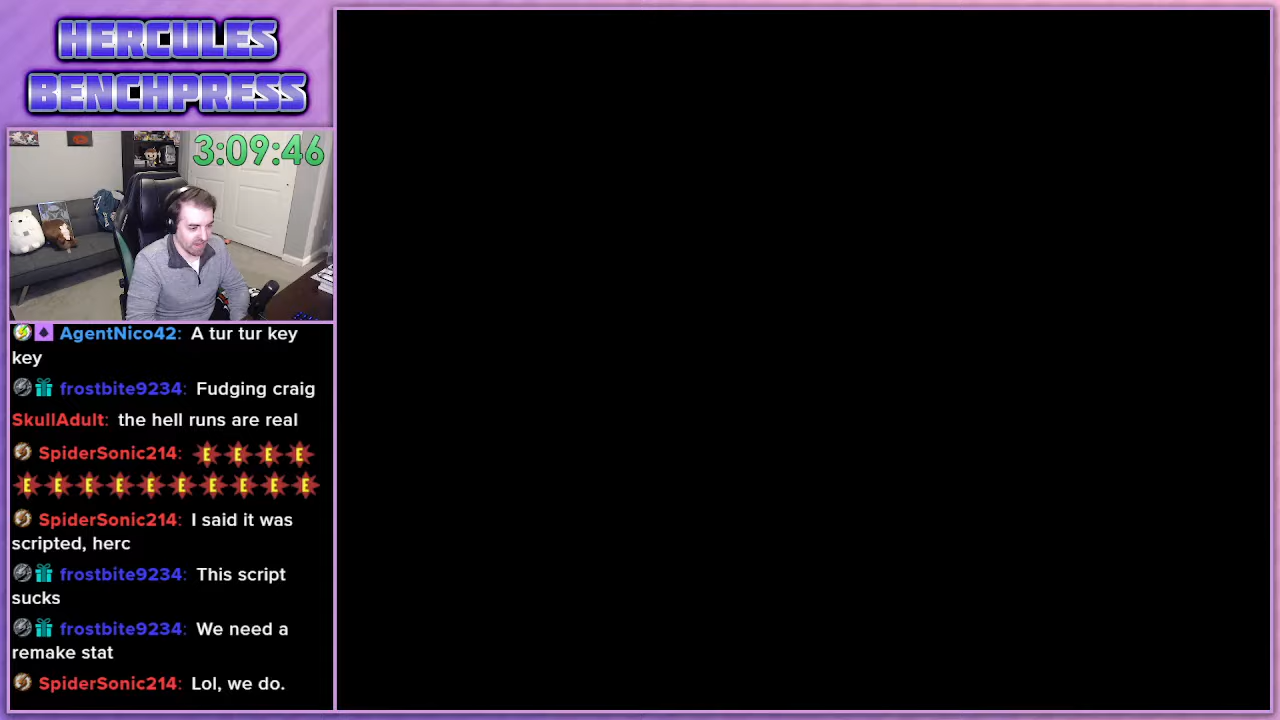 HERCULES
BENCHPRESS
3:09:46
AgentNico42: A tur tur key
key
frostbite9234: Fudging craig
SkullAdult: the hell runs are real
SpiderSonic214: E E E E
E E E E E E E E E E
SpiderSonic214: I said it was
scripted, herc
frostbite9234: This script
sucks
frostbite9234: We need a
remake stat
SpiderSonic214: Lol, we do.